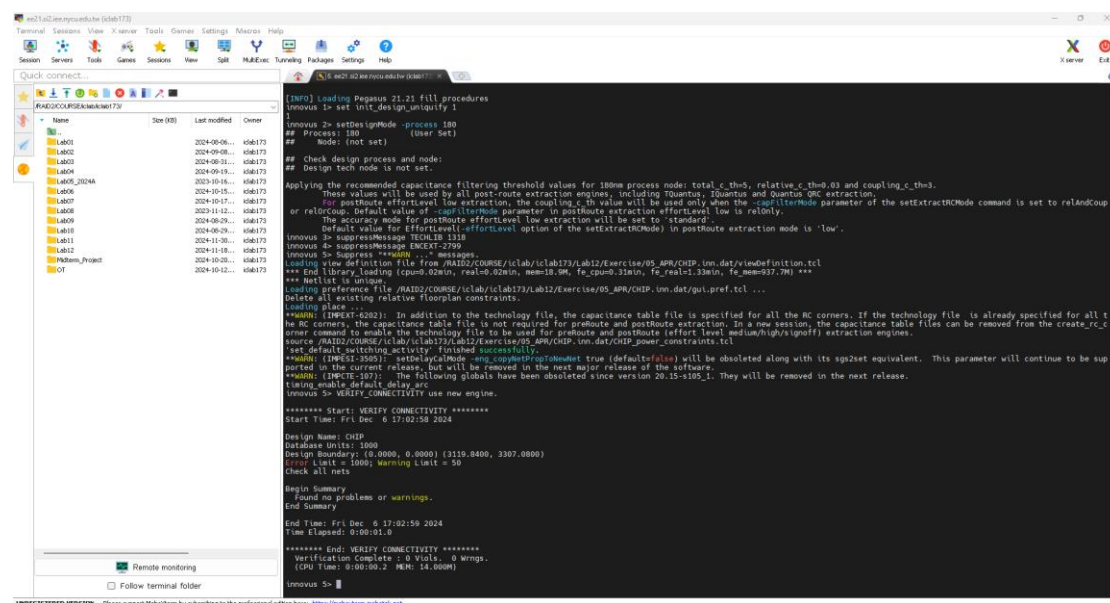 ee21.si2.iee.nycu.edu.tw (iclab173)
Terminal Sessions View X server Tools Games Settings Macros Help
Session Servers Tools Games Sessions View Split MultiExec Tunneling Packages Settings Help X server Exit
Quick connect...
5. ee21.si2.iee.nycu.edu.tw (iclab17
/RAID2/COURSE/iclab/iclab173/
Name Size (KB) Last modified Owner
..
Lab01 2024-08-06... iclab173
Lab02 2024-09-08... iclab173
Lab03 2024-08-31... iclab173
Lab04 2024-09-19... iclab173
Lab05_2024A 2023-10-16... iclab173
Lab06 2024-10-15... iclab173
Lab07 2024-10-17... iclab173
Lab08 2023-11-12... iclab173
Lab09 2024-08-29... iclab173
Lab10 2024-08-29... iclab173
Lab11 2024-11-30... iclab173
Lab12 2024-11-18... iclab173
Midterm_Project 2024-10-20... iclab173
OT 2024-10-12... iclab173
Remote monitoring
Follow terminal folder
[INFO] Loading Pegasus 21.21 fill procedures
innovus 1> set init_design_uniquify 1
1
innovus 2> setDesignMode -process 180
## Process: 180 (User Set)
## Node: (not set)
## Check design process and node:
## Design tech node is not set.
Applying the recommended capacitance filtering threshold values for 180nm process node: total_c_th=5, relative_c_th=0.03 and coupling_c_th=3.
These values will be used by all post-route extraction engines, including TQuantus, IQuantus and Quantus QRC extraction.
For postRoute effortLevel low extraction, the coupling_c_th value will be used only when the -capFilterMode parameter of the setExtractRCMode command is set to relAndCoup
or relOrCoup. Default value of -capFilterMode parameter in postRoute extraction effortLevel low is relOnly.
The accuracy mode for postRoute effortLevel low extraction will be set to 'standard'.
Default value for EffortLevel(-effortLevel option of the setExtractRCMode) in postRoute extraction mode is 'low'.
innovus 3> suppressMessage TECHLIB 1318
innovus 4> suppressMessage ENCEXT-2799
innovus 5> Suppress "**WARN ..." messages.
Loading view definition file from /RAID2/COURSE/iclab/iclab173/Lab12/Exercise/05_APR/CHIP.inn.dat/viewDefinition.tcl
*** End library_loading (cpu=0.02min, real=0.02min, mem=18.9M, fe_cpu=0.31min, fe_real=1.33min, fe_mem=937.7M) ***
*** Netlist is unique.
Loading preference file /RAID2/COURSE/iclab/iclab173/Lab12/Exercise/05_APR/CHIP.inn.dat/gui.pref.tcl ...
Delete all existing relative floorplan constraints.
Loading place ...
**WARN: (IMPEXT-6202): In addition to the technology file, the capacitance table file is specified for all the RC corners. If the technology file is already specified for all t
he RC corners, the capacitance table file is not required for preRoute and postRoute extraction. In a new session, the capacitance table files can be removed from the create_rc_c
orner command to enable the technology file to be used for preRoute and postRoute (effort level medium/high/signoff) extraction engines.
source /RAID2/COURSE/iclab/iclab173/Lab12/Exercise/05_APR/CHIP.inn.dat/CHIP_power_constraints.tcl
'set_default_switching_activity' finished successfully.
**WARN: (IMPESI-3505): setDelayCalMode -eng_copyNetPropToNewNet true (default=false) will be obsoleted along with its sgs2set equivalent. This parameter will continue to be sup
ported in the current release, but will be removed in the next major release of the software.
**WARN: (IMPCTE-107): The following globals have been obsoleted since version 20.15-s105_1. They will be removed in the next release.
timing_enable_default_delay_arc
innovus 5> VERIFY_CONNECTIVITY use new engine.
******** Start: VERIFY CONNECTIVITY ********
Start Time: Fri Dec 6 17:02:58 2024
Design Name: CHIP
Database Units: 1000
Design Boundary: (0.0000, 0.0000) (3119.8400, 3307.0800)
Error Limit = 1000; Warning Limit = 50
Check all nets
Begin Summary
Found no problems or warnings.
End Summary
End Time: Fri Dec 6 17:02:59 2024
Time Elapsed: 0:00:01.0
******** End: VERIFY CONNECTIVITY ********
Verification Complete : 0 Viols. 0 Wrngs.
(CPU Time: 0:00:00.2 MEM: 14.000M)
innovus 5>